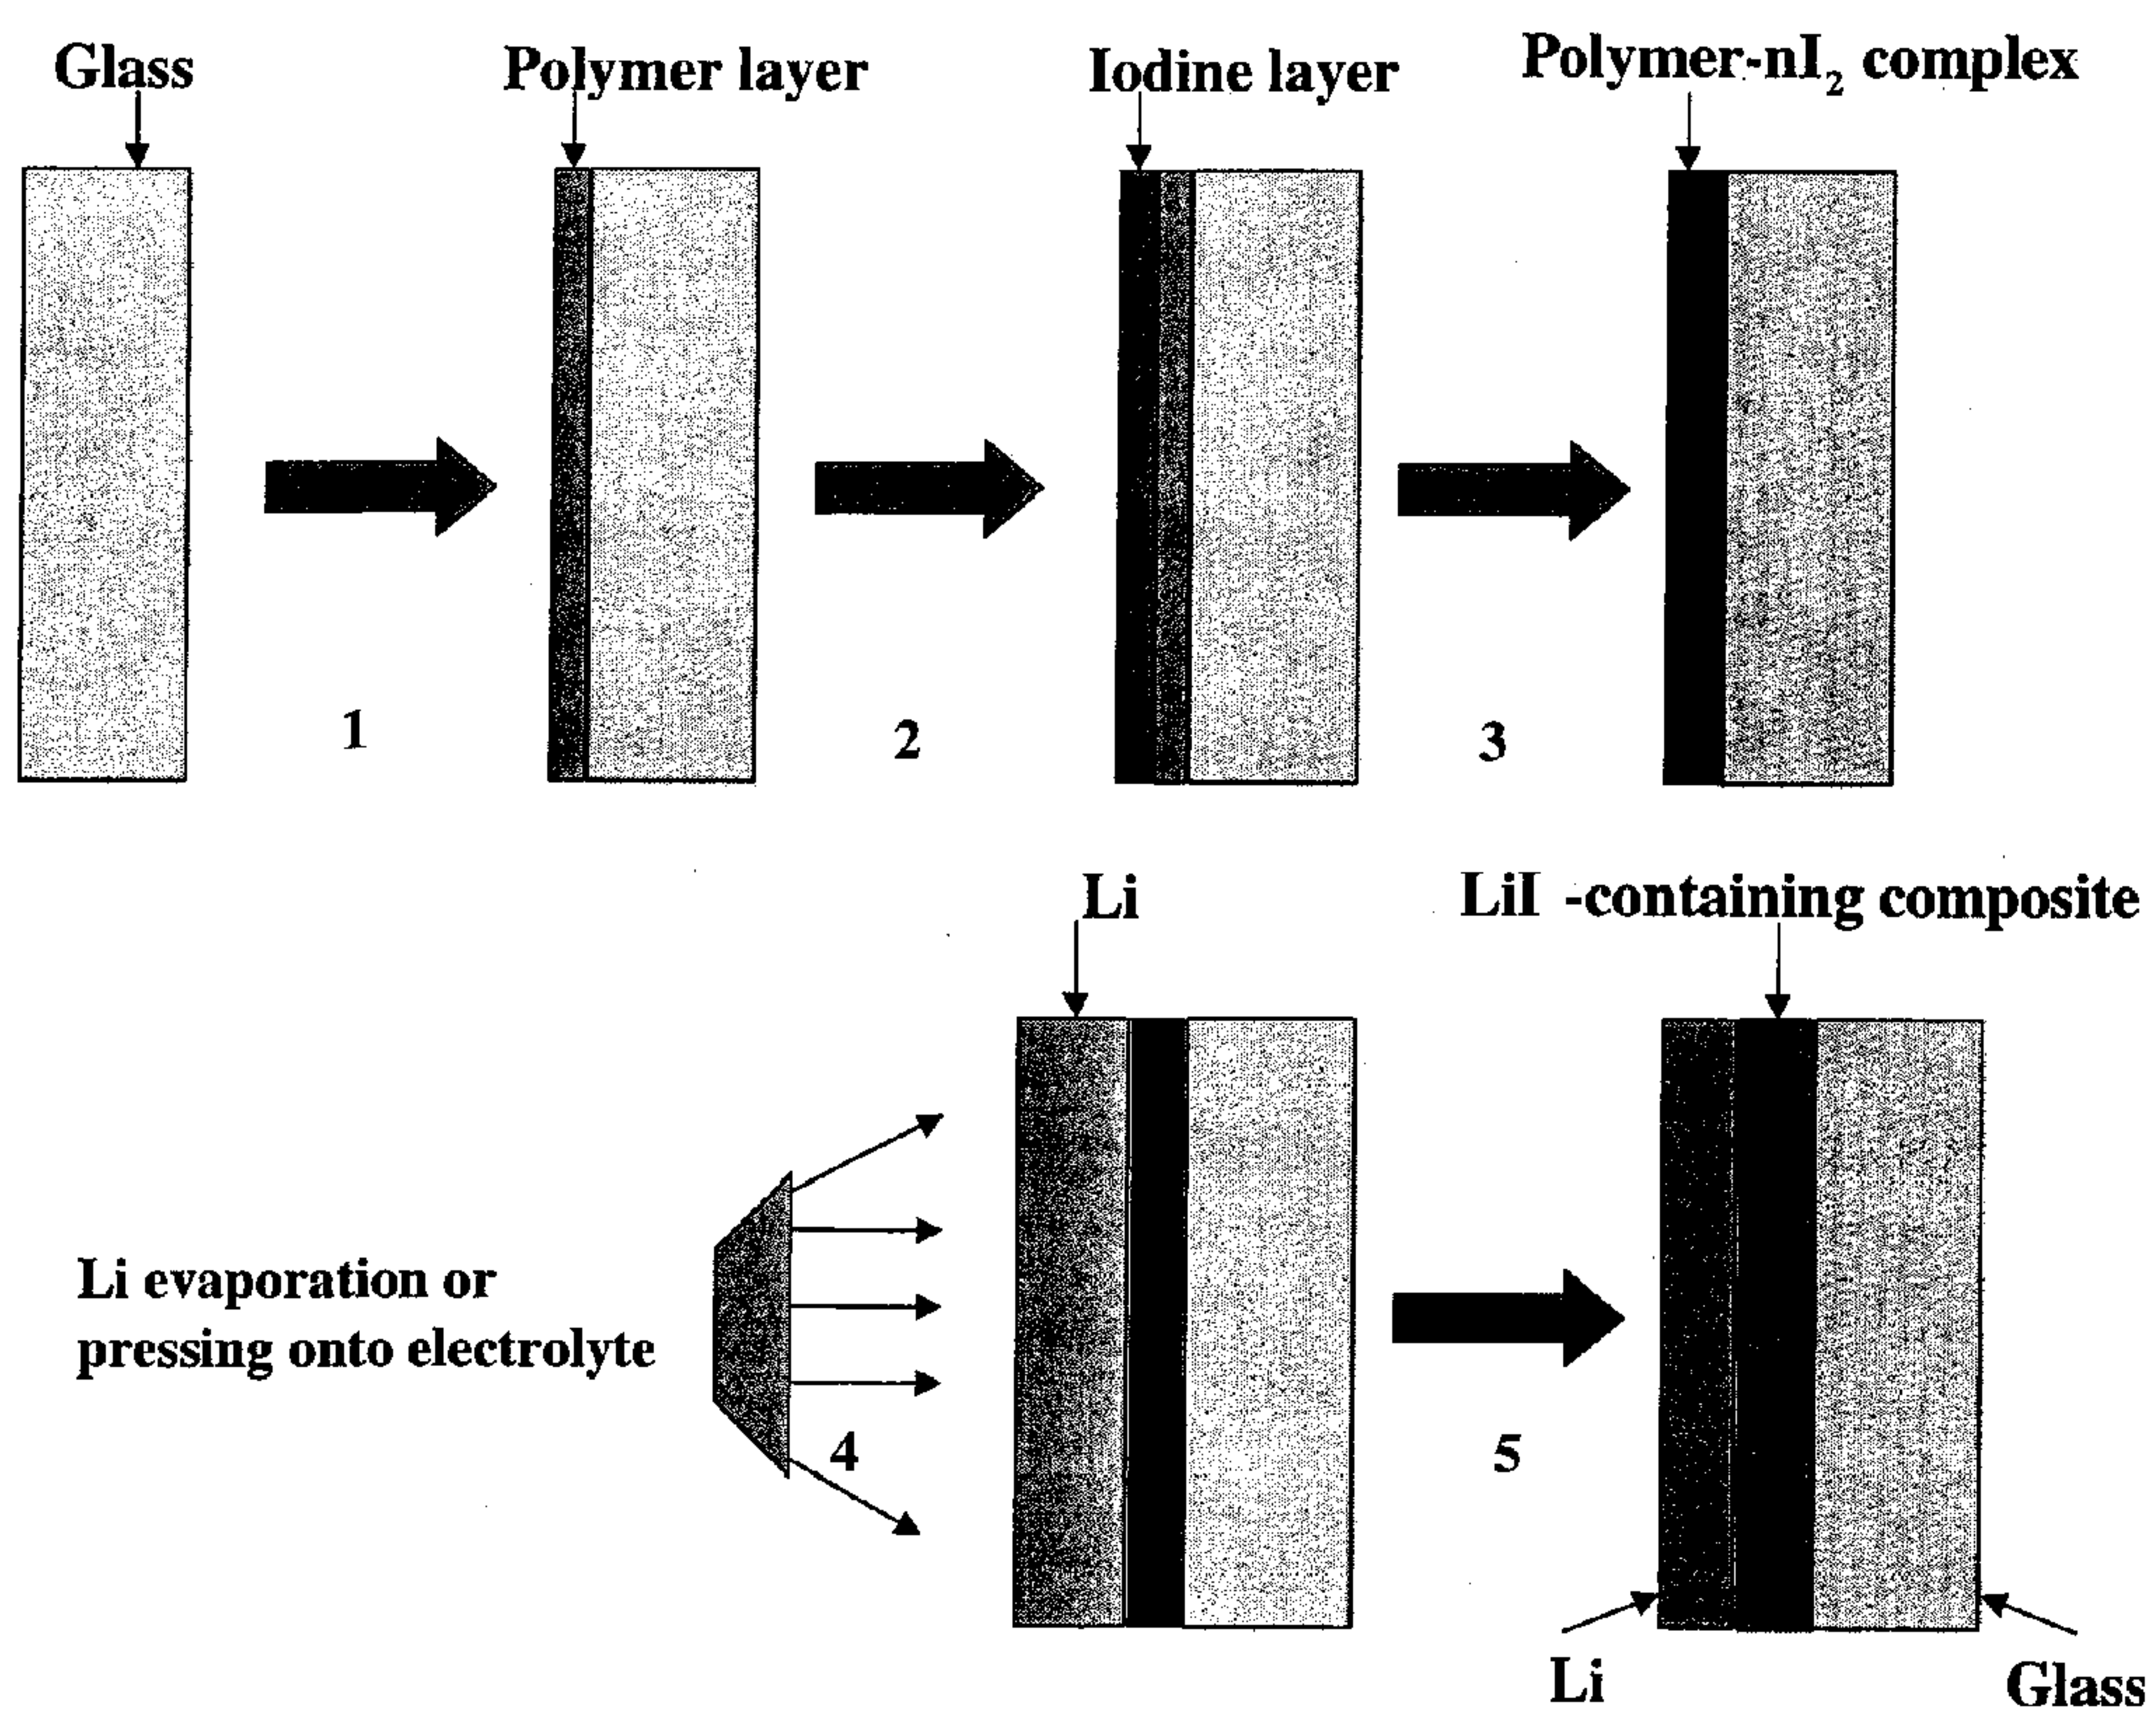 Glass
Polymer layer
Iodine layer
Polymer-nI₂ complex
1
2
3
Li
LiI -containing composite
Li evaporation or
pressing onto electrolyte
4
5
Li
Glass